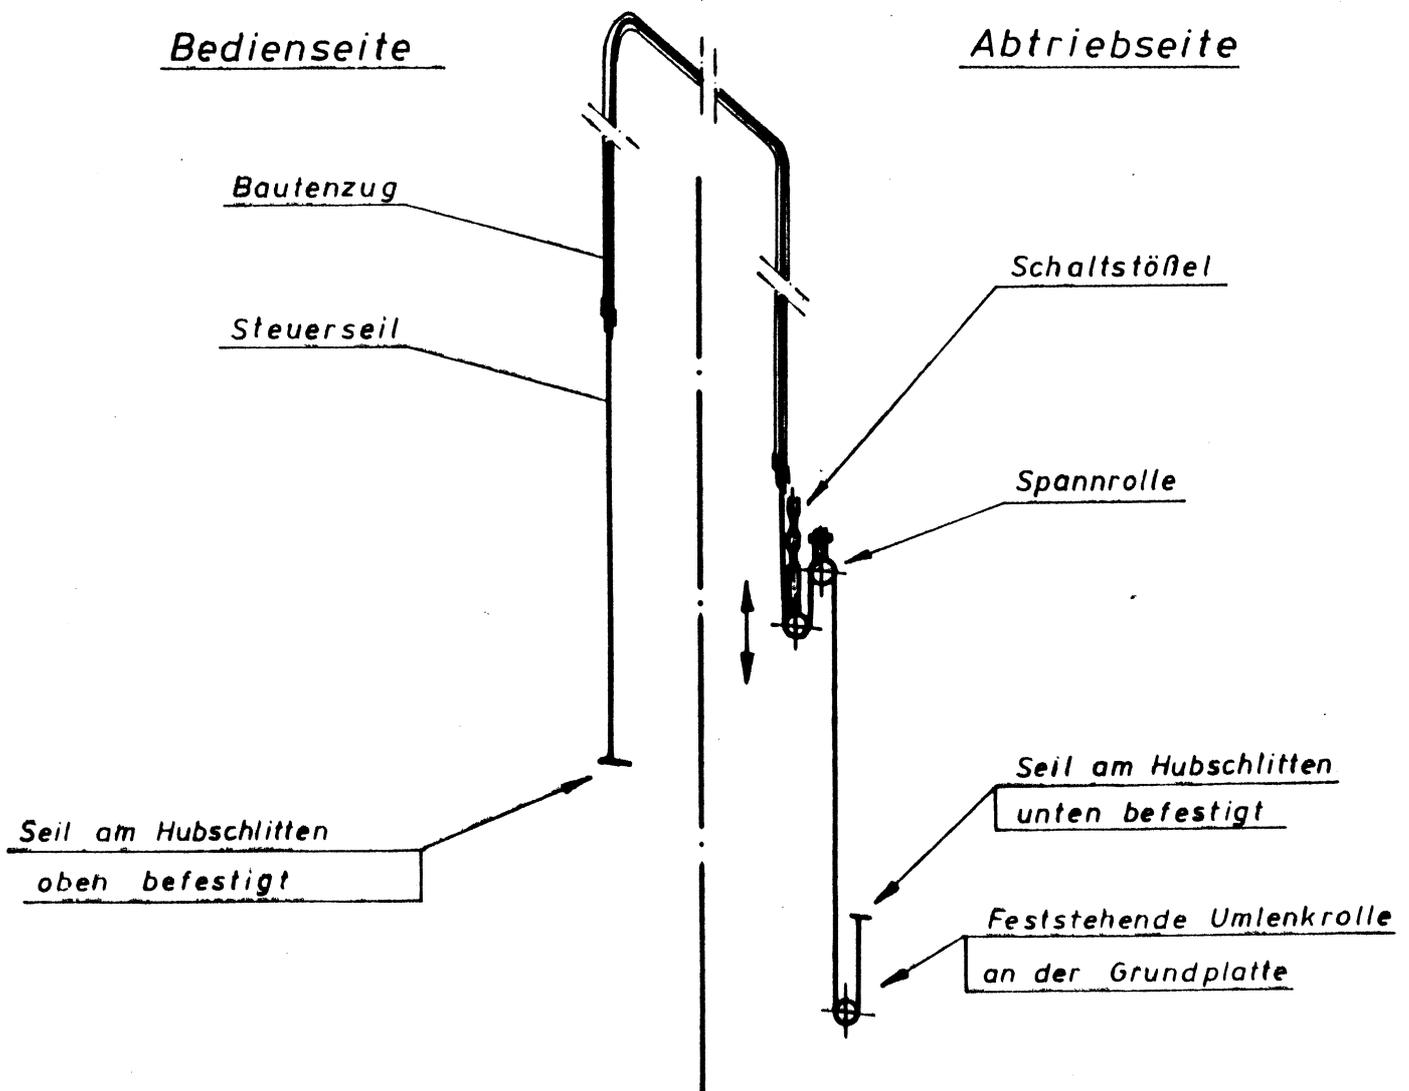 Bedienseite
Abtriebseite
Bautenzug
Schaltstößel
Steuerseil
Spannrolle
Seil am Hubschlitten
unten befestigt
Seil am Hubschlitten
oben befestigt
Feststehende Umlenkrolle
an der Grundplatte